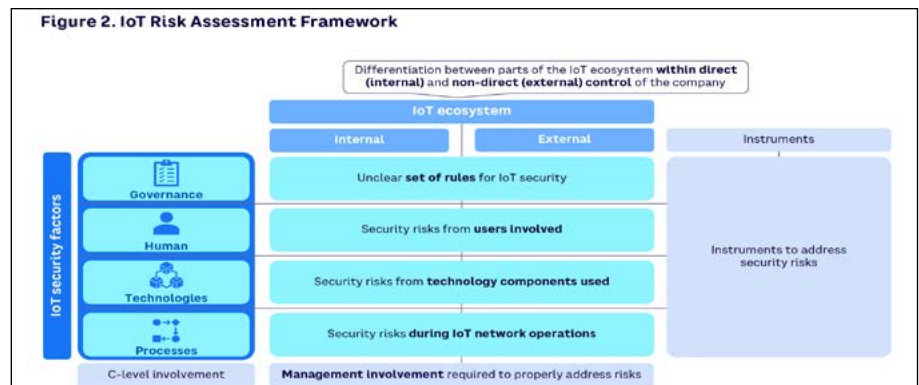 Figure 2. IoT Risk Assessment Framework
Differentiation between parts of the IoT ecosystem within direct
(internal) and non-direct (external) control of the company
IoT ecosystem
Internal
External
Instruments
IoT security factors
Governance
Unclear set of rules for IoT security
Human
Security risks from users involved
Technologies
Security risks from technology components used
Processes
Security risks during IoT network operations
Instruments to address
security risks
C-level involvement
Management involvement required to properly address risks